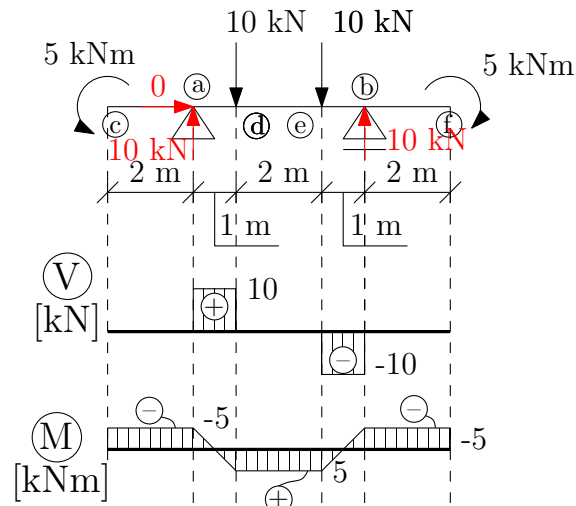 10 kN 10 kN
5 kNm 5 kNm
0 a b
c d e f
10 kN 10 kN
2 m 2 m 2 m
1 m 1 m
V
[kN]
10
+
−
-10
M
[kNm]
− -5 − -5
5
+